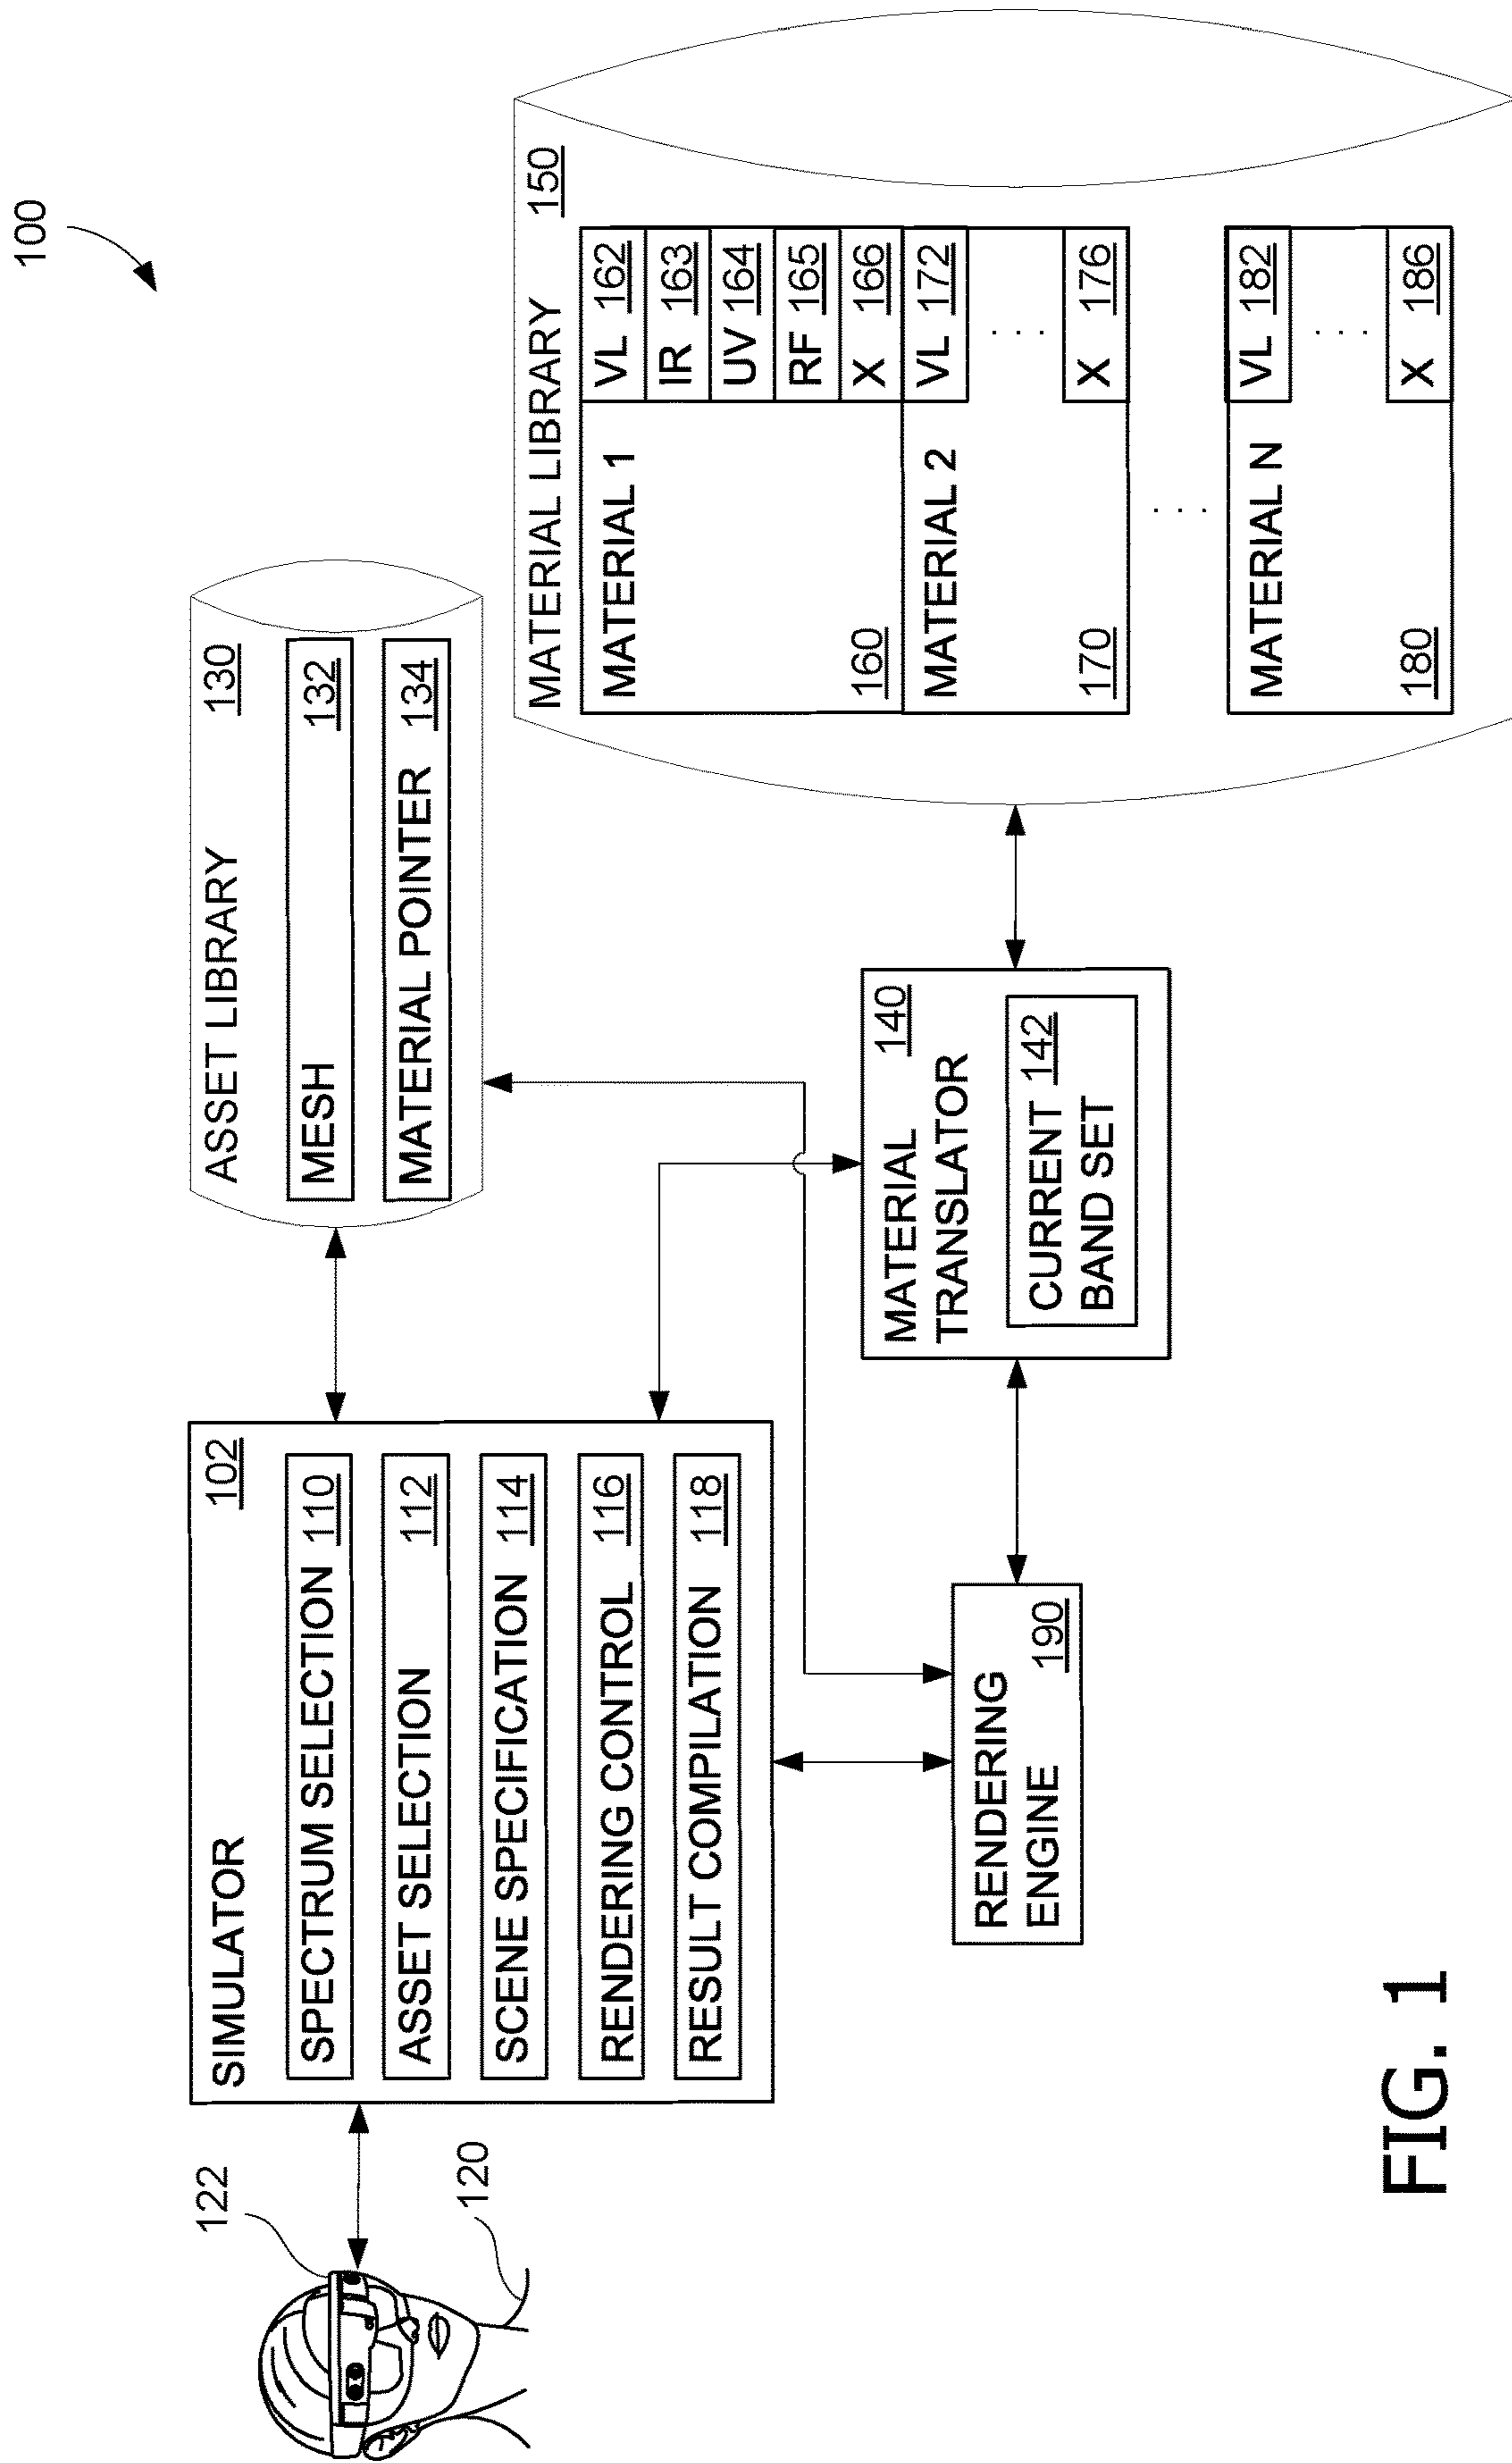 100
122
120
SIMULATOR 102
SPECTRUM SELECTION 110
ASSET SELECTION 112
SCENE SPECIFICATION 114
RENDERING CONTROL 116
RESULT COMPILATION 118
ASSET LIBRARY 130
MESH 132
MATERIAL POINTER 134
RENDERING
ENGINE 190
MATERIAL 140
TRANSLATOR
CURRENT 142
BAND SET
MATERIAL LIBRARY 150
MATERIAL 1
160
VL 162
IR 163
UV 164
RF 165
X 166
MATERIAL 2
170
VL 172
. . .
X 176
. . .
MATERIAL N
180
VL 182
. . .
X 186
FIG. 1